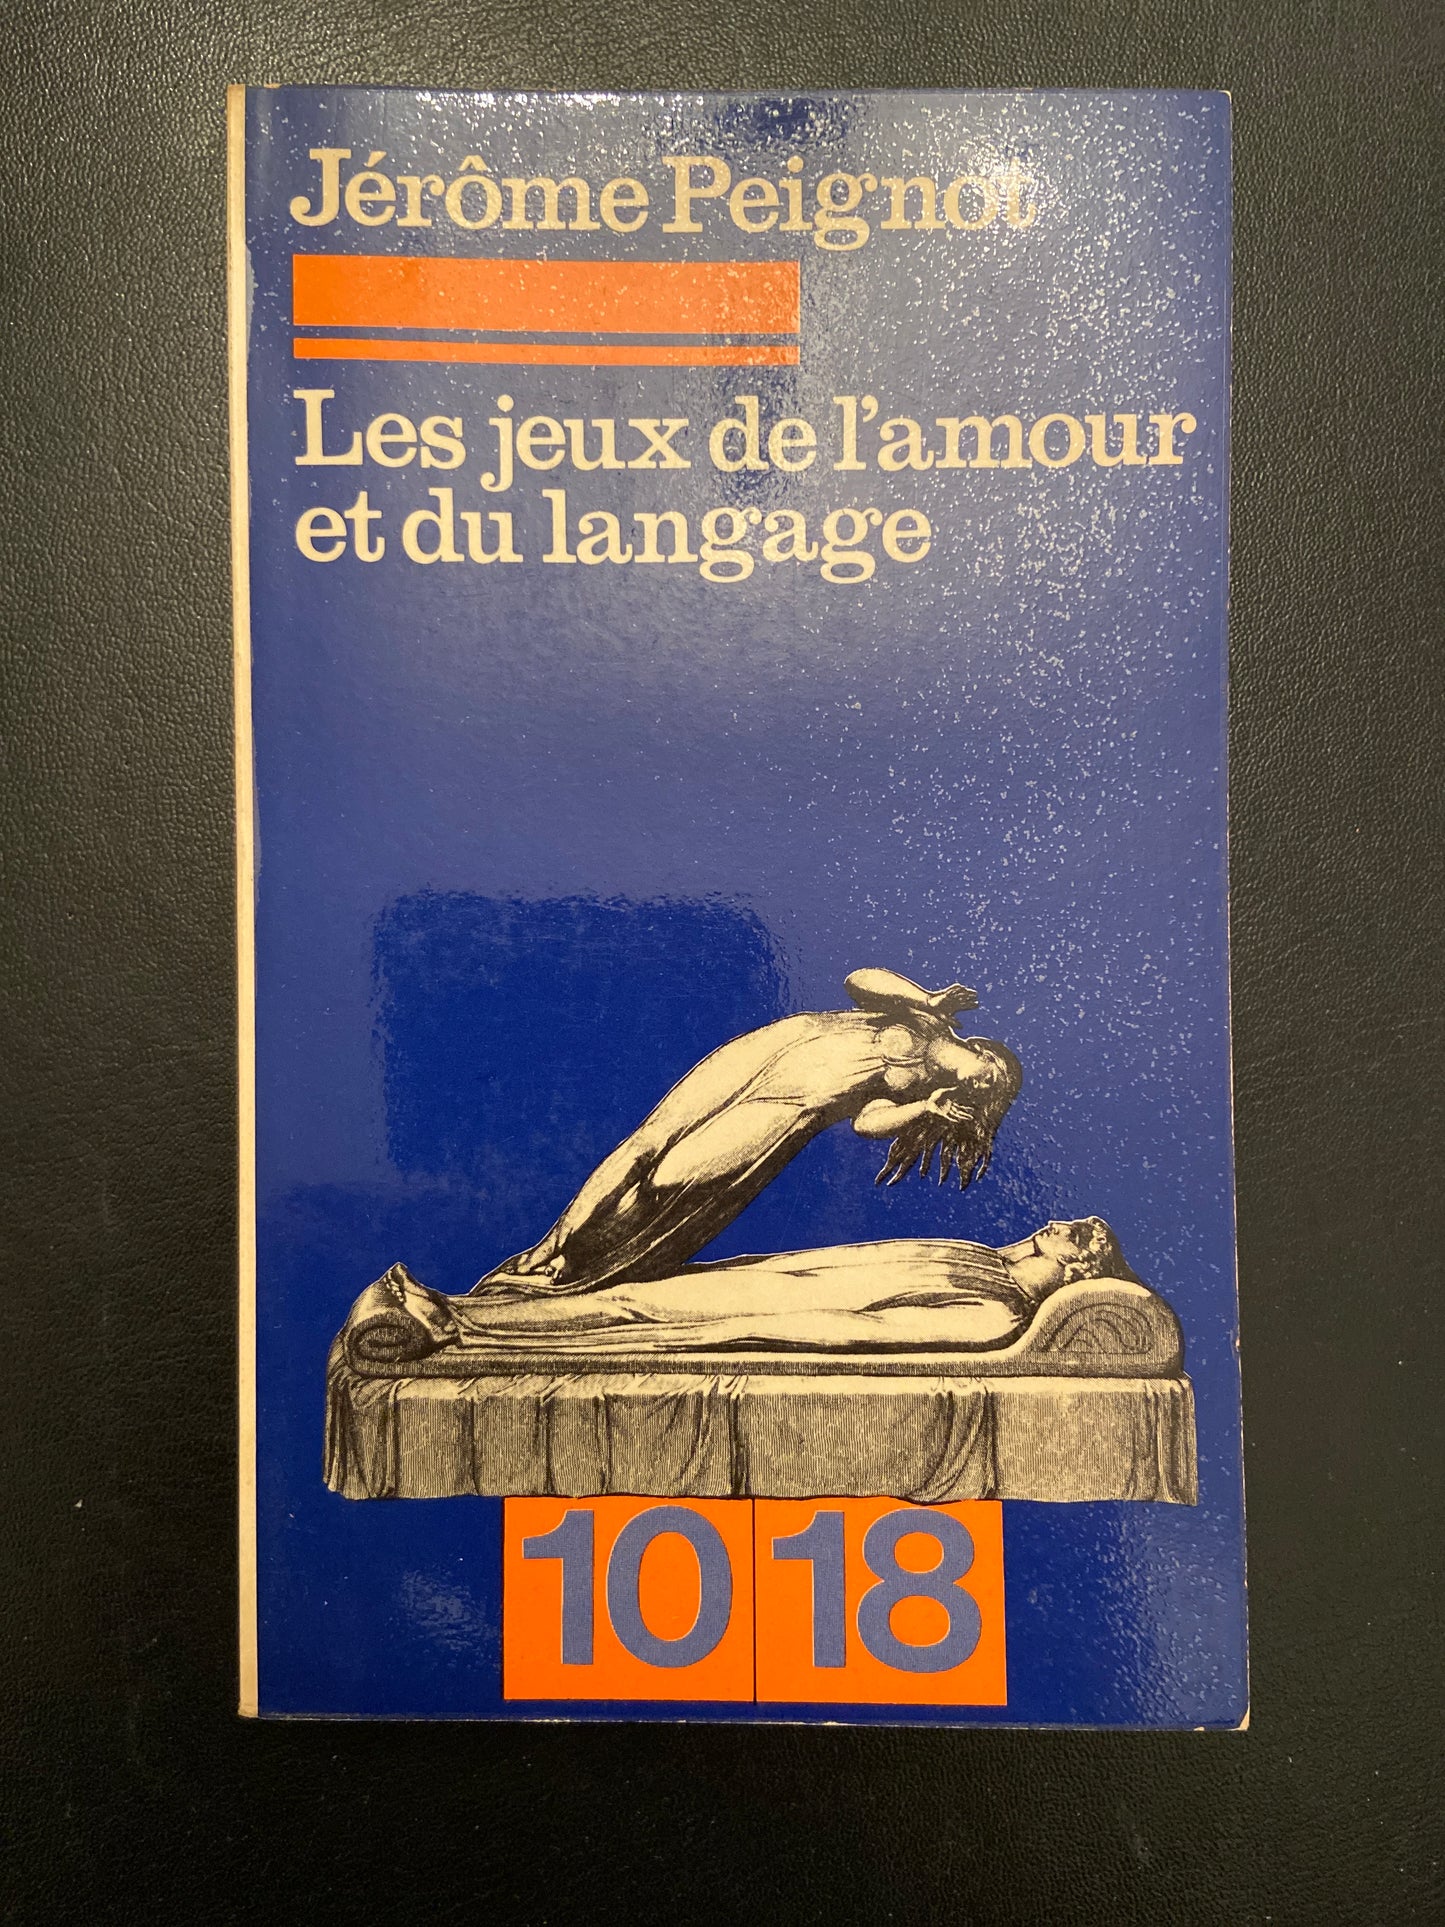 Jérôme Peignot
Les jeux de l'amour
et du langage
10 18